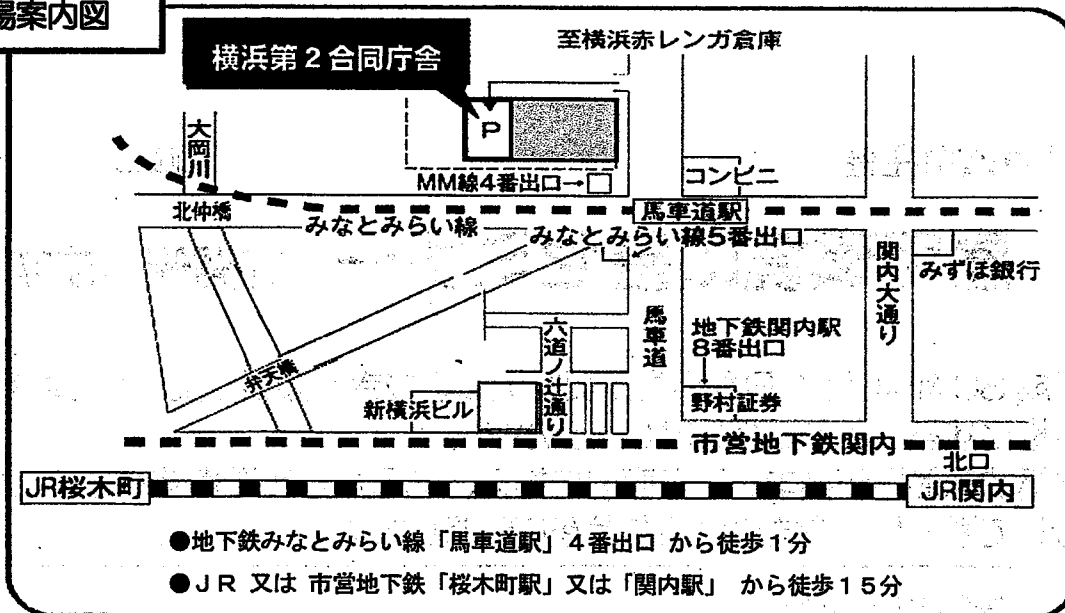 場案内図
横浜第2合同庁舎
至横浜赤レンガ倉庫
P
大岡川
MM線4番出口→
コンビニ
北仲橋
馬車道駅
みなとみらい線
みなとみらい線5番出口
関内大通り
みずほ銀行
馬車道
地下鉄関内駅
8番出口
六道ノ辻通り
弁天橋
新横浜ビル
野村証券
市営地下鉄関内
北口
JR桜木町
JR関内
●地下鉄みなとみらい線「馬車道駅」4番出口 から徒歩1分
●JR 又は 市営地下鉄「桜木町駅」又は「関内駅」 から徒歩15分